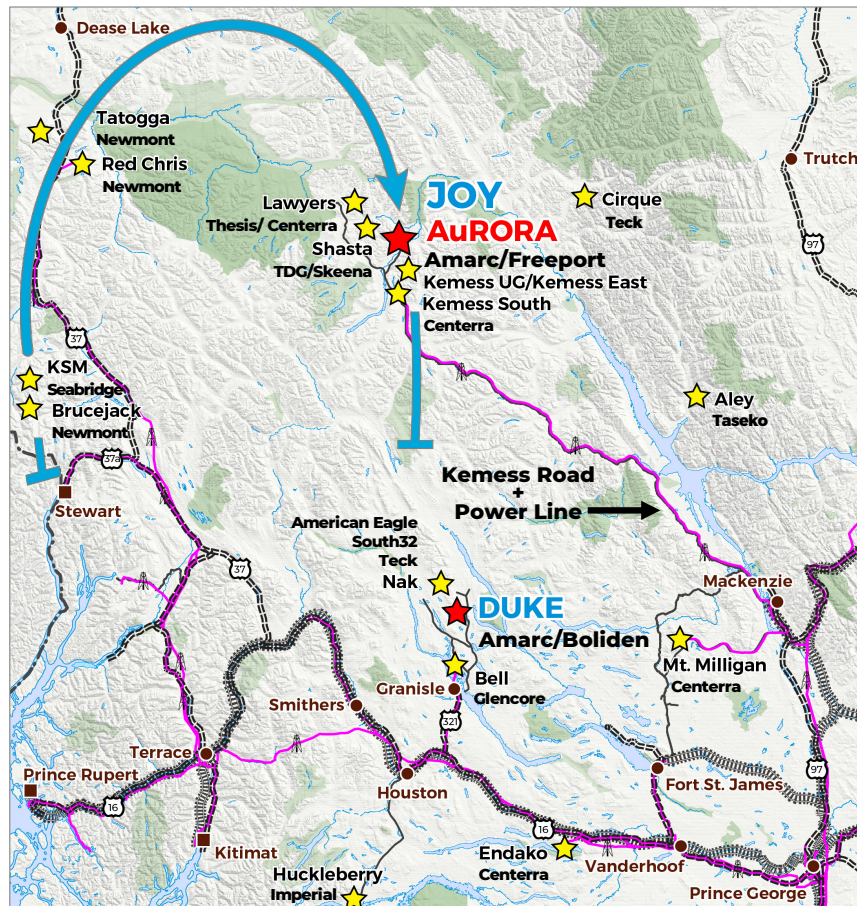 Dease Lake
Tatogga
Newmont
Red Chris
Newmont
Trutch
97
Lawyers
Thesis/ Centerra
Shasta
TDG/Skeena
JOY
AuRORA
Amarc/Freeport
Kemess UG/Kemess East
Kemess South
Centerra
Cirque
Teck
37
KSM
Seabridge
Brucejack
Newmont
Aley
Taseko
37a
Stewart
Kemess Road
+
Power Line
American Eagle
South32
Teck
Nak
37
DUKE
Amarc/Boliden
Mackenzie
Mt. Milligan
Centerra
Bell
Glencore
Granisle
Smithers
321
Terrace
Prince Rupert
16
Houston
Fort St. James
97
Kitimat
16
Endako
Centerra
Vanderhoof
Huckleberry
Imperial
Prince George